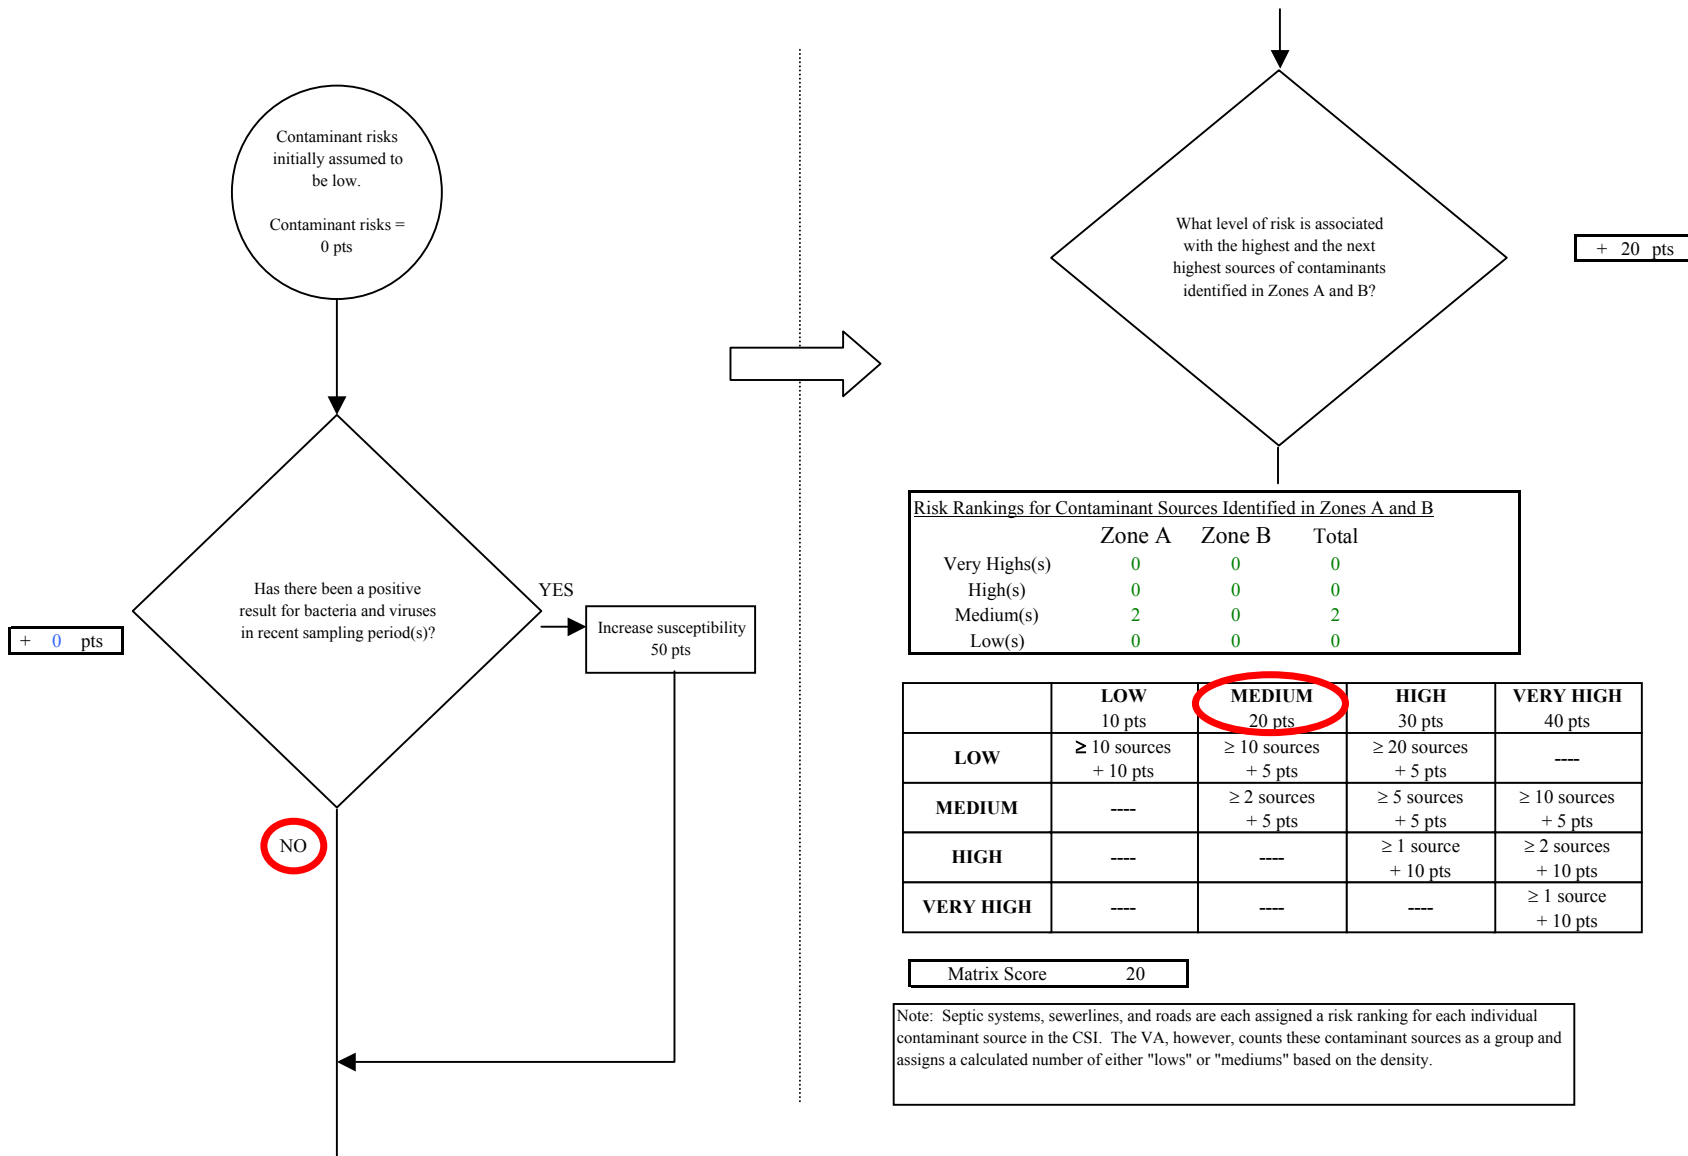 Contaminant risks
initially assumed to
be low.
Contaminant risks =
0 pts
Has there been a positive
result for bacteria and viruses
in recent sampling period(s)?
+ 0 pts
YES
Increase susceptibility
50 pts
NO
What level of risk is associated
with the highest and the next
highest sources of contaminants
identified in Zones A and B?
+ 20 pts
Risk Rankings for Contaminant Sources Identified in Zones A and B
Zone A Zone B Total
Very Highs(s) 0 0 0
High(s) 0 0 0
Medium(s) 2 0 2
Low(s) 0 0 0
LOW MEDIUM HIGH VERY HIGH
10 pts 20 pts 30 pts 40 pts
LOW ≥ 10 sources + 10 pts ≥ 10 sources + 5 pts ≥ 20 sources + 5 pts ----
MEDIUM ---- ≥ 2 sources + 5 pts ≥ 5 sources + 5 pts ≥ 10 sources + 5 pts
HIGH ---- ---- ≥ 1 source + 10 pts ≥ 2 sources + 10 pts
VERY HIGH ---- ---- ---- ≥ 1 source + 10 pts
Matrix Score 20
Note: Septic systems, sewerlines, and roads are each assigned a risk ranking for each individual
contaminant source in the CSI. The VA, however, counts these contaminant sources as a group and
assigns a calculated number of either "lows" or "mediums" based on the density.